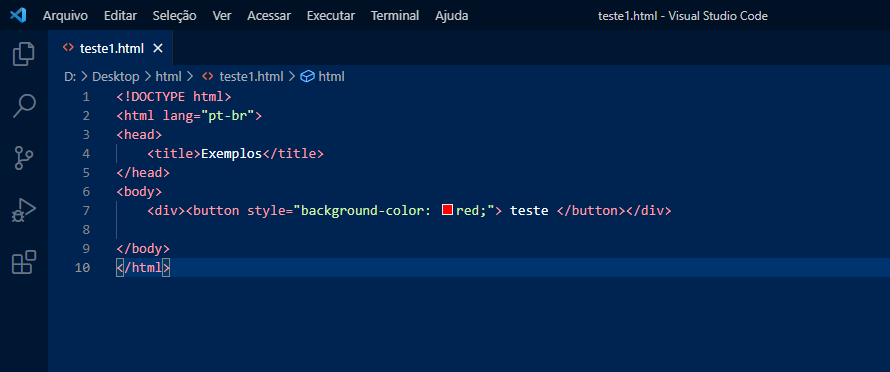 Arquivo Editar Seleção Ver Acessar Executar Terminal Ajuda teste1.html - Visual Studio Code
<> teste1.html ×
D: > Desktop > html > <> teste1.html > html
1 <!DOCTYPE html>
2 <html lang="pt-br">
3 <head>
4     <title>Exemplos</title>
5 </head>
6 <body>
7     <div><button style="background-color: red;"> teste </button></div>
8
9 </body>
10 </html>